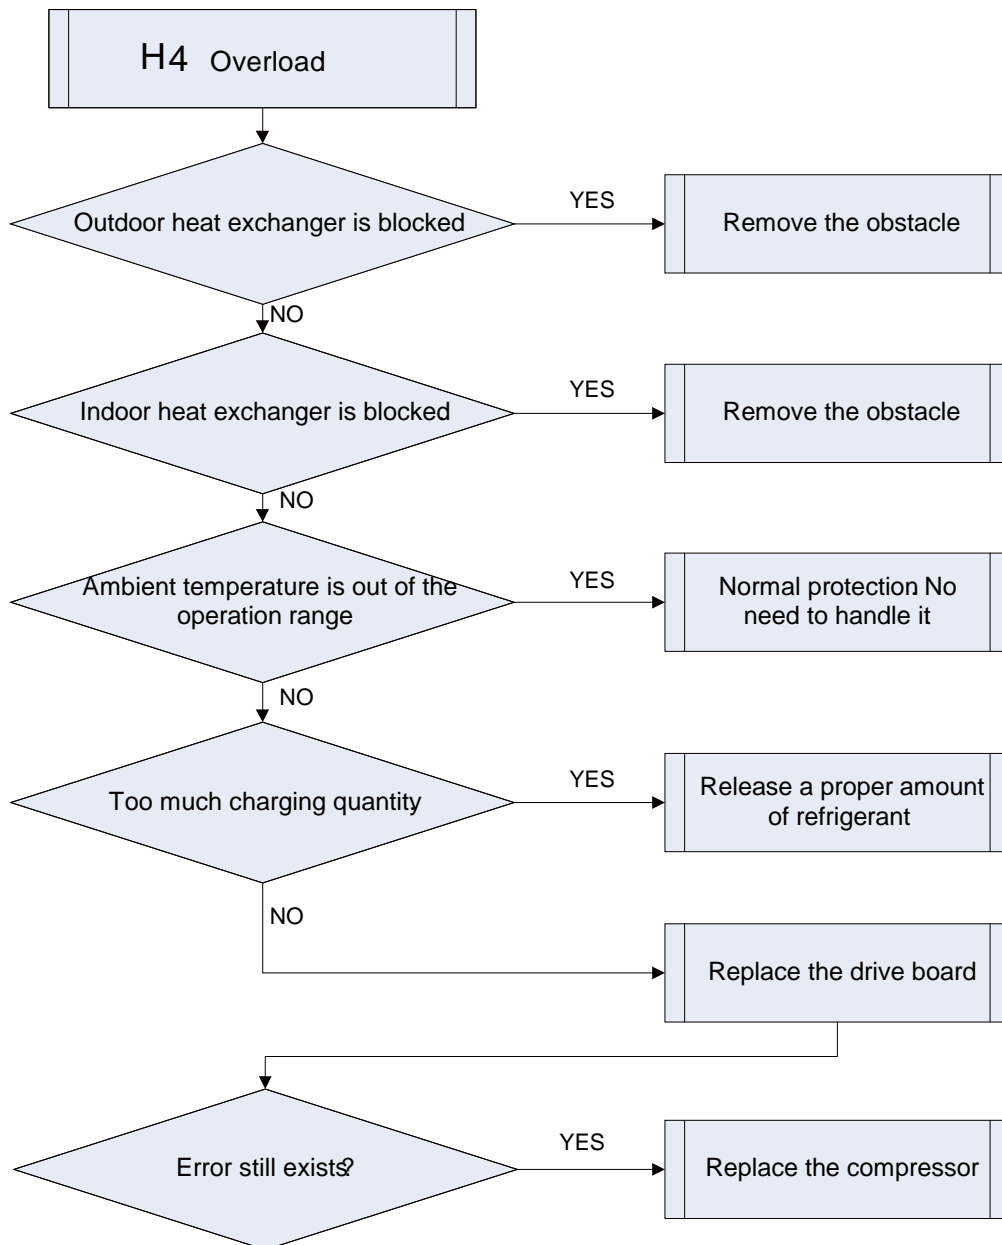 H4 Overload
Outdoor heat exchanger is blocked
YES
Remove the obstacle
NO
Indoor heat exchanger is blocked
YES
Remove the obstacle
NO
Ambient temperature is out of the
operation range
YES
Normal protection. No
need to handle it.
NO
Too much charging quantity
YES
Release a proper amount
of refrigerant
NO
Replace the drive board
Error still exists?
YES
Replace the compressor